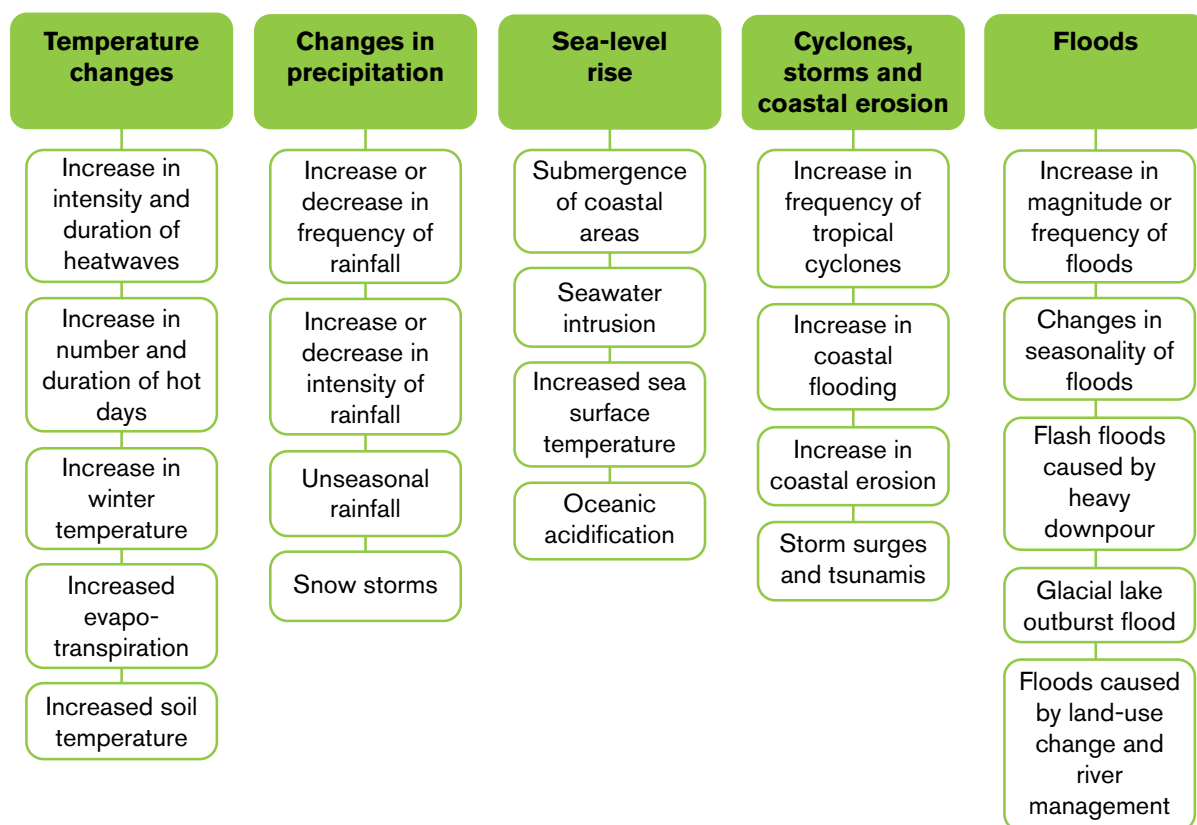 Temperature
changes
Increase in
intensity and
duration of
heatwaves
Increase in
number and
duration of hot
days
Increase in
winter
temperature
Increased
evapo-
transpiration
Increased soil
temperature
Changes in
precipitation
Increase or
decrease in
frequency of
rainfall
Increase or
decrease in
intensity of
rainfall
Unseasonal
rainfall
Snow storms
Sea-level
rise
Submergence
of coastal
areas
Seawater
intrusion
Increased sea
surface
temperature
Oceanic
acidification
Cyclones,
storms and
coastal erosion
Increase in
frequency of
tropical
cyclones
Increase in
coastal
flooding
Increase in
coastal erosion
Storm surges
and tsunamis
Floods
Increase in
magnitude or
frequency of
floods
Changes in
seasonality of
floods
Flash floods
caused by
heavy
downpour
Glacial lake
outburst flood
Floods caused
by land-use
change and
river
management